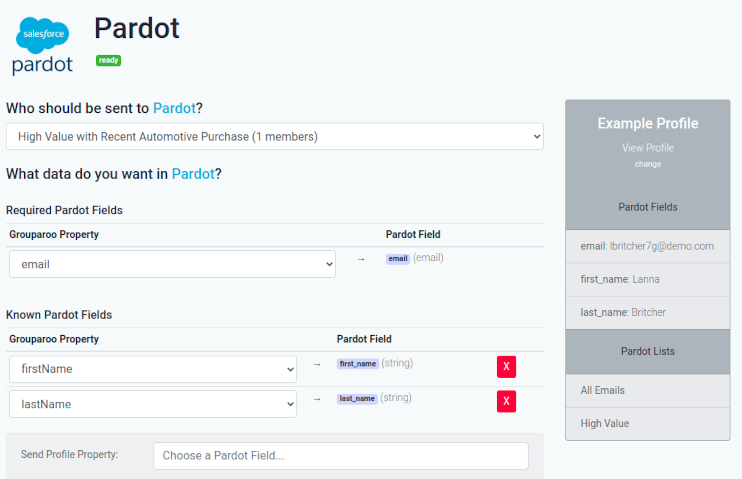 salesforce
pardot
Pardot
ready
Who should be sent to Pardot?
High Value with Recent Automotive Purchase (1 members)
What data do you want in Pardot?
Required Pardot Fields
Grouparoo Property Pardot Field
email → email (email)
Known Pardot Fields
Grouparoo Property Pardot Field
firstName → first_name (string) X
lastName → last_name (string) X
Send Profile Property: Choose a Pardot Field...
Example Profile
View Profile
change
Pardot Fields
email: lbritcher7g@demo.com
first_name: Lanna
last_name: Britcher
Pardot Lists
All Emails
High Value